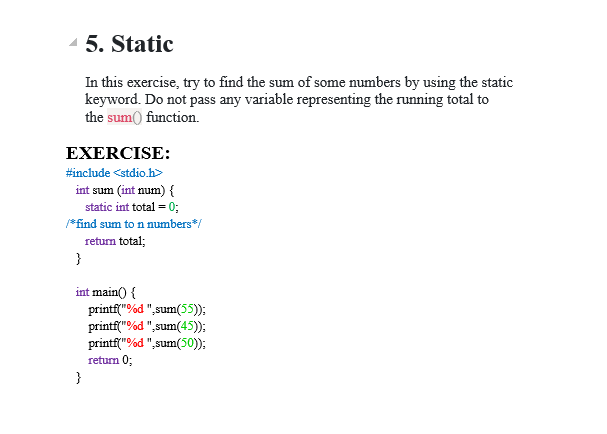 5. Static
In this exercise, try to find the sum of some numbers by using the static
keyword. Do not pass any variable representing the running total to
the sum() function.
EXERCISE:
#include <stdio.h>
int sum (int num) {
static int total = 0;
/*find sum to n numbers*/
return total;
}
int main() {
printf("%d ",sum(55));
printf("%d ",sum(45));
printf("%d ",sum(50));
return 0;
}